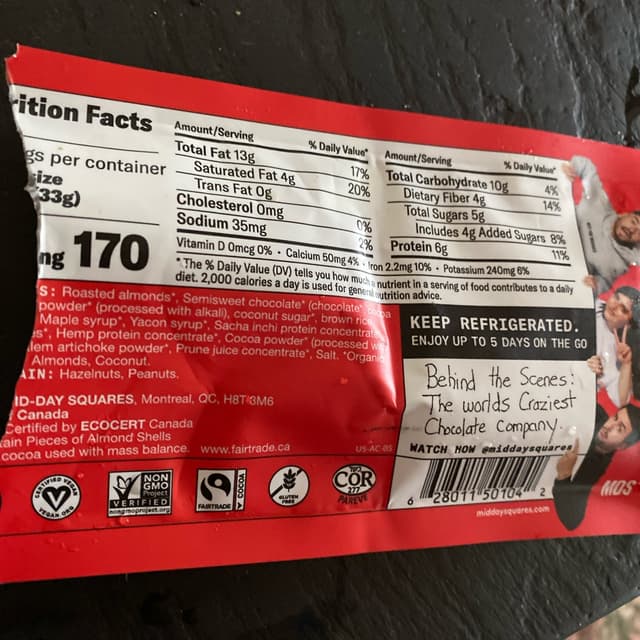 ition Facts
gs per container
ize
33g)
ng 170
Amount/Serving % Daily Value*
Total Fat 13g 17%
Saturated Fat 4g 20%
Trans Fat 0g
Cholesterol 0mg 0%
Sodium 35mg 2%
Amount/Serving % Daily Value*
Total Carbohydrate 10g 4%
Dietary Fiber 4g 14%
Total Sugars 5g
Includes 4g Added Sugars 8%
Protein 6g 11%
Vitamin D 0mcg 0% • Calcium 50mg 4% • Iron 2.2mg 10% • Potassium 240mg 6%
*The % Daily Value (DV) tells you how much a nutrient in a serving of food contributes to a daily
diet. 2,000 calories a day is used for general nutrition advice.
S: Roasted almonds*, Semisweet chocolate* (chocolate*, cocoa
powder* (processed with alkali), coconut sugar*, brown rice
Maple syrup*, Yacon syrup*, Sacha inchi protein concentrate
es*, Hemp protein concentrate*, Cocoa powder* (processed w
lem artichoke powder*, Prune juice concentrate*, Salt. *Organic
Almonds, Coconut.
AIN: Hazelnuts, Peanuts.
ID-DAY SQUARES, Montreal, QC, H8T 3M6
Canada
Certified by ECOCERT Canada
tain Pieces of Almond Shells
cocoa used with mass balance. www.fairtrade.ca
US-AC-05
KEEP REFRIGERATED.
ENJOY UP TO 5 DAYS ON THE GO
Behind the Scenes:
The worlds Craziest
Chocolate Company.
WATCH NOW @middaysquares
6 28011 50104 2
middaysquares.com
CERTIFIED VEGAN
VEGAN.ORG
NON
GMO
Project
VERIFIED
nongmoproject.org
FAIRTRADE
COCOA
GLUTEN
FREE
COR
277
PAREVE
MDS